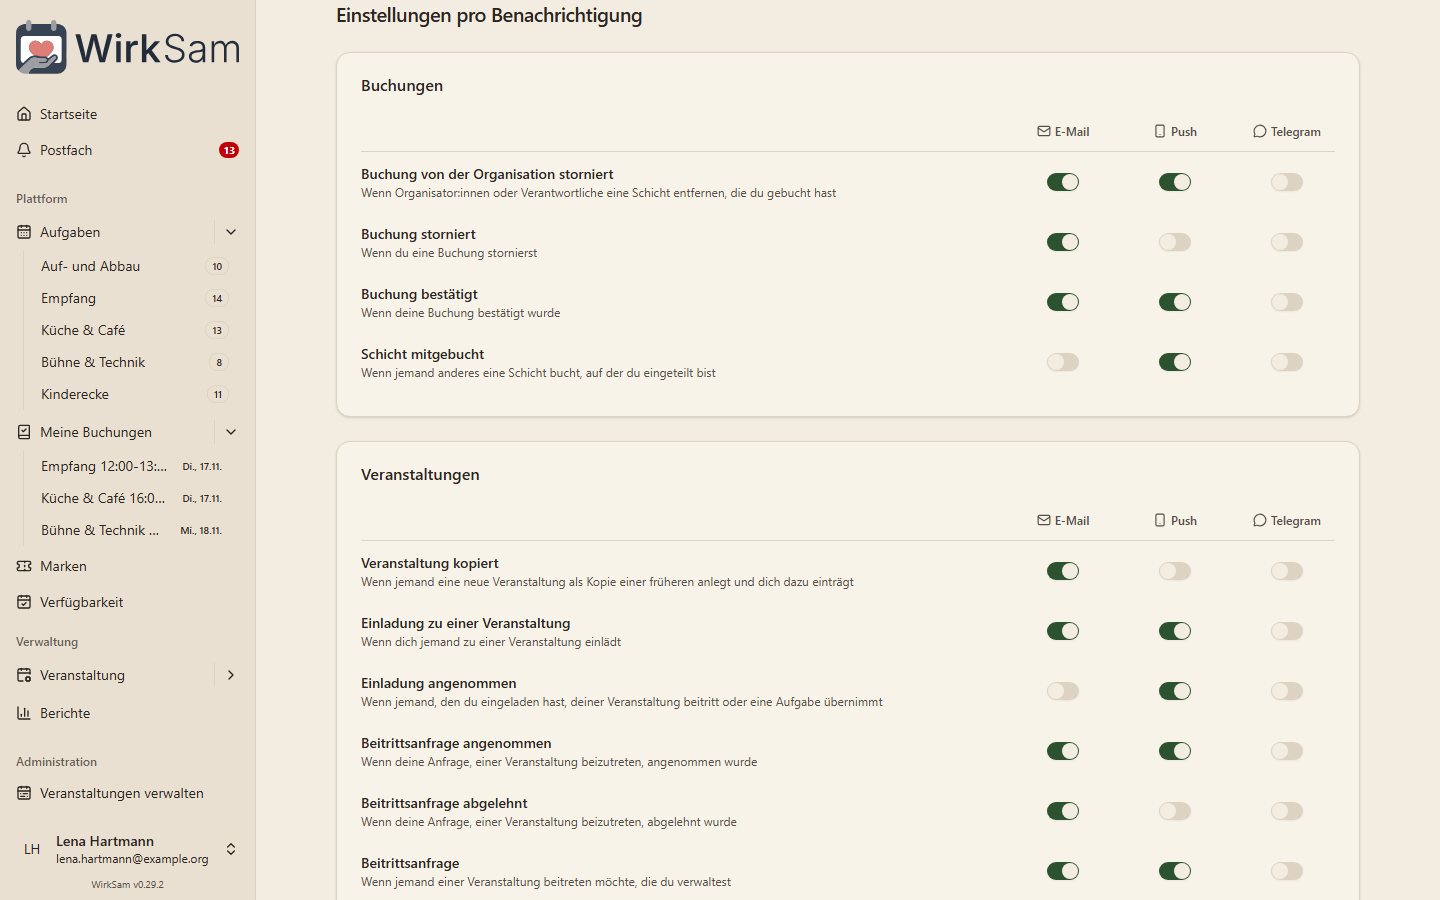 WirkSam
Startseite
Postfach 13
Plattform
Aufgaben
Auf- und Abbau 10
Empfang 14
Küche & Café 13
Bühne & Technik 8
Kinderecke 11
Meine Buchungen
Empfang 12:00-13:... Di., 17.11.
Küche & Café 16:0... Di., 17.11.
Bühne & Technik ... Mi., 18.11.
Marken
Verfügbarkeit
Verwaltung
Veranstaltung
Berichte
Administration
Veranstaltungen verwalten
LH
Lena Hartmann
lena.hartmann@example.org
WirkSam v0.29.2
Einstellungen pro Benachrichtigung
Buchungen
E-Mail Push Telegram
Buchung von der Organisation storniert
Wenn Organisator:innen oder Verantwortliche eine Schicht entfernen, die du gebucht hast
Buchung storniert
Wenn du eine Buchung stornierst
Buchung bestätigt
Wenn deine Buchung bestätigt wurde
Schicht mitgebucht
Wenn jemand anderes eine Schicht bucht, auf der du eingeteilt bist
Veranstaltungen
E-Mail Push Telegram
Veranstaltung kopiert
Wenn jemand eine neue Veranstaltung als Kopie einer früheren anlegt und dich dazu einträgt
Einladung zu einer Veranstaltung
Wenn dich jemand zu einer Veranstaltung einlädt
Einladung angenommen
Wenn jemand, den du eingeladen hast, deiner Veranstaltung beitritt oder eine Aufgabe übernimmt
Beitrittsanfrage angenommen
Wenn deine Anfrage, einer Veranstaltung beizutreten, angenommen wurde
Beitrittsanfrage abgelehnt
Wenn deine Anfrage, einer Veranstaltung beizutreten, abgelehnt wurde
Beitrittsanfrage
Wenn jemand einer Veranstaltung beitreten möchte, die du verwaltest